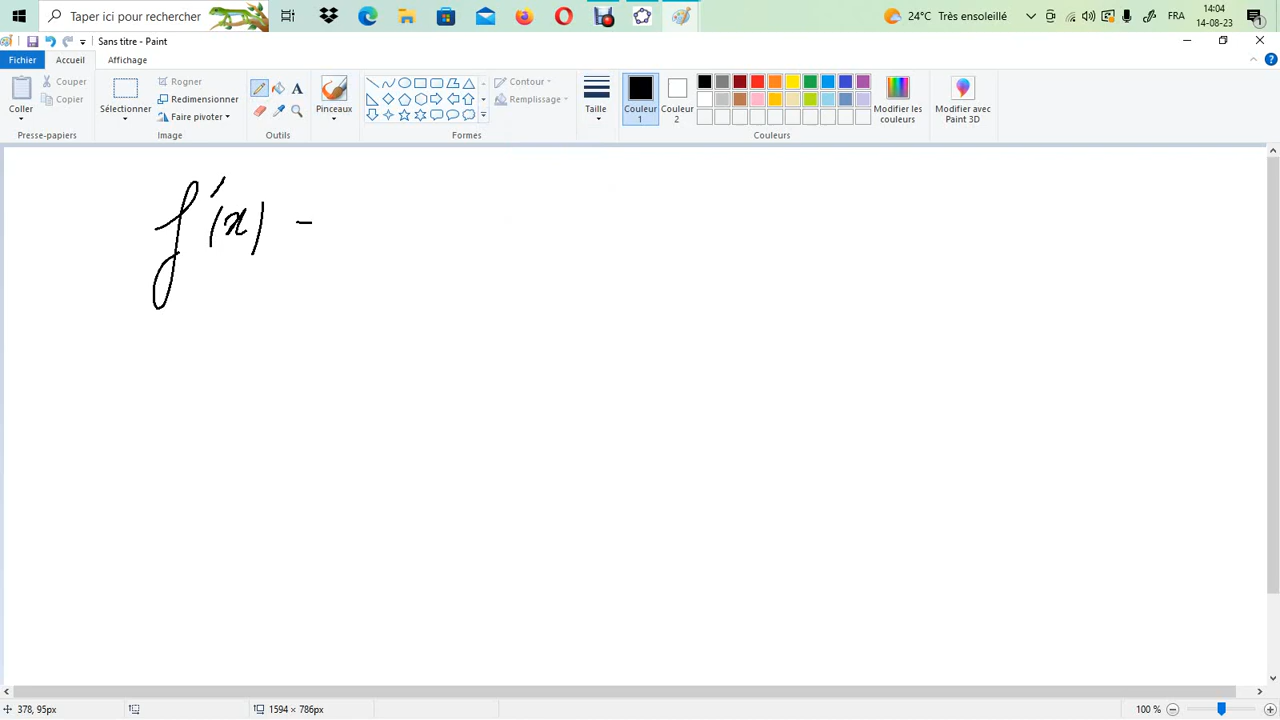 Taper ici pour rechercher 24°C Très ensoleillé FRA 14:04
14-08-23 1
Sans titre - Paint
Fichier Accueil Affichage
Coller Couper Copier Sélectionner Rogner Redimensionner Faire pivoter A Pinceaux Contour Remplissage Taille Couleur 1 Couleur 2 Modifier les couleurs Modifier avec Paint 3D
Presse-papiers Image Outils Formes Couleurs
f'(x) -
378, 95px 1594 × 786px 100 %